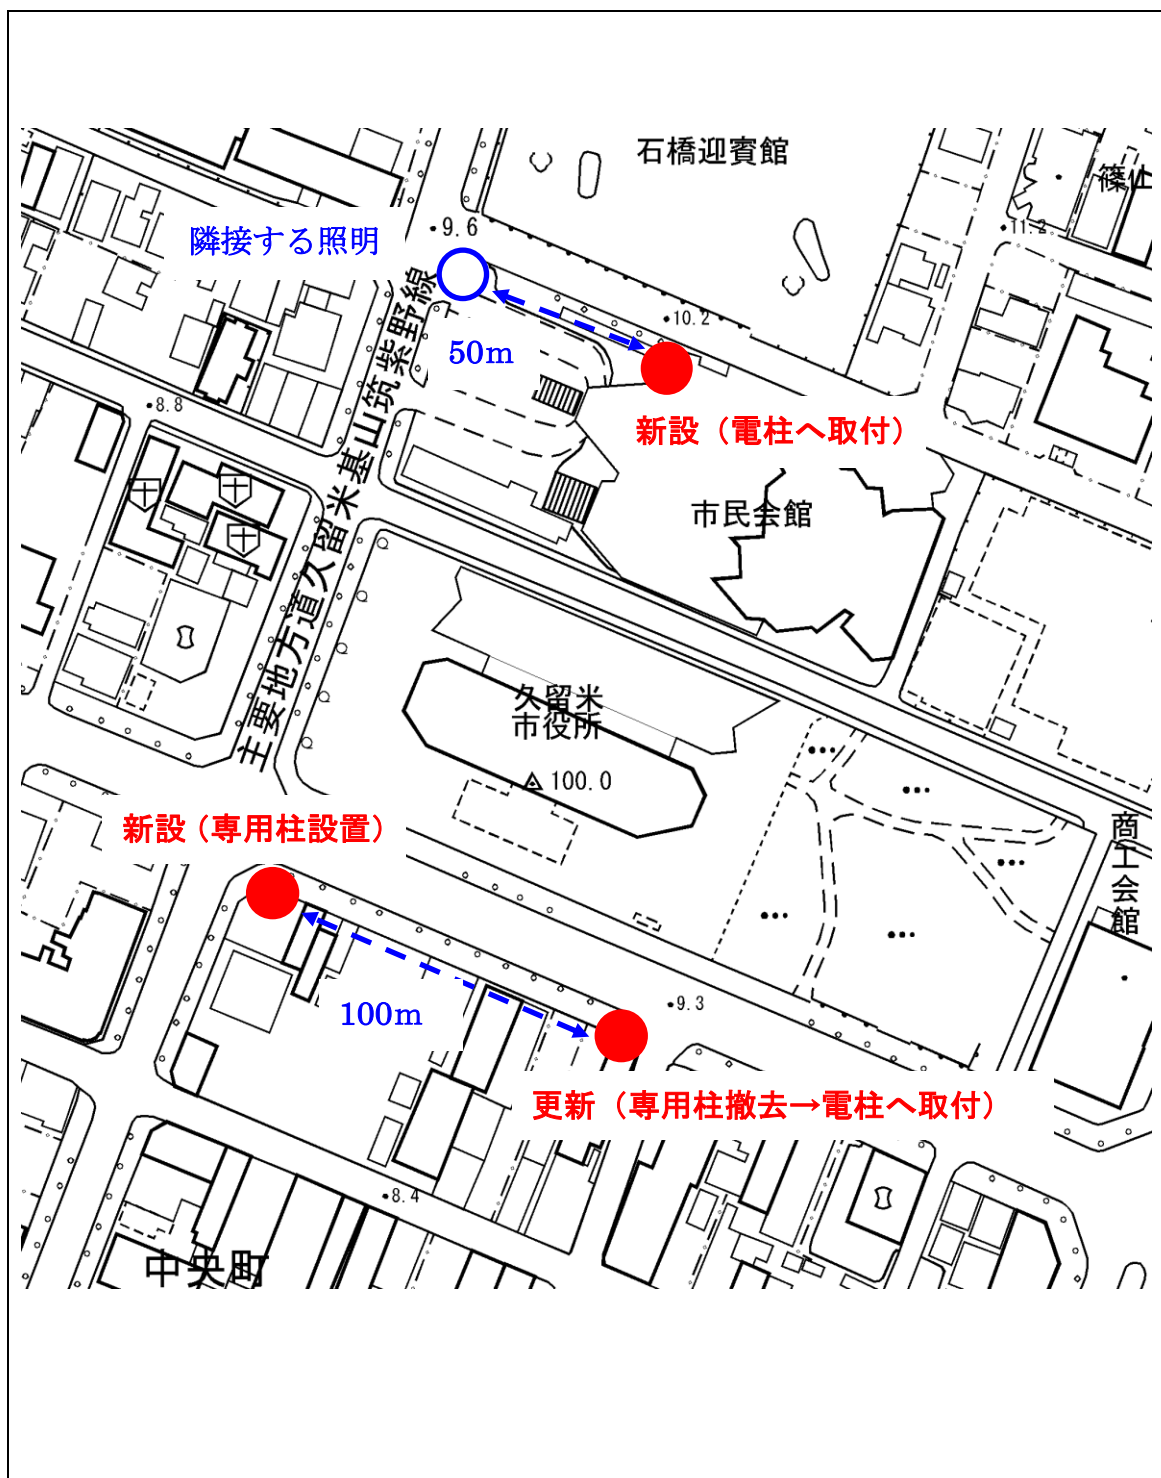 石橋迎賓館
篠
9.6
11.2
隣接する照明
10.2
50m
8.8
新設（電柱へ取付）
市民会館
主要地方道久留米基山筑紫野線
久留米
市役所
100.0
新設（専用柱設置）
商工会館
9.3
100m
更新（専用柱撤去→電柱へ取付）
8.4
中央町